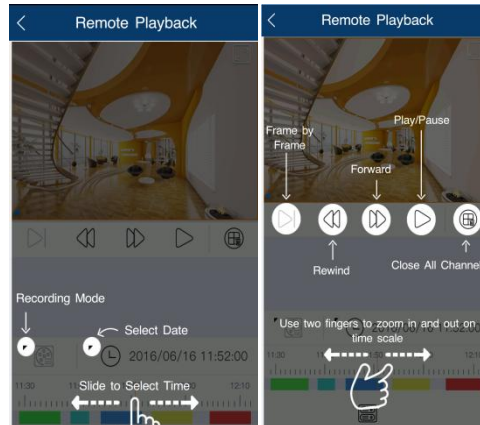 Remote Playback
Recording Mode
Select Date
2016/06/16 11:52:00
Slide to Select Time
11:30
12:10
Remote Playback
Play/Pause
Frame by
Frame
Forward
Rewind
Close All Channel
Use two fingers to zoom in and out on
time scale
11:20